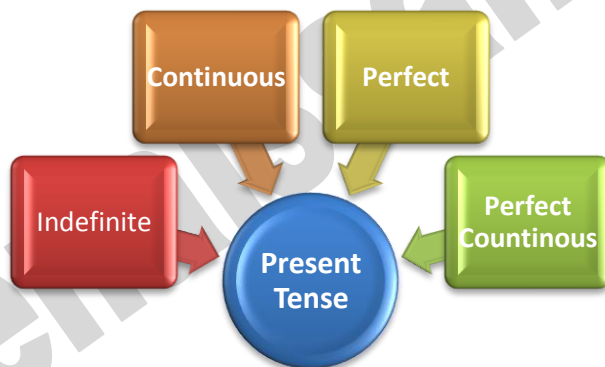 Continuous
Perfect
Indefinite
Perfect
Countinous
Present
Tense